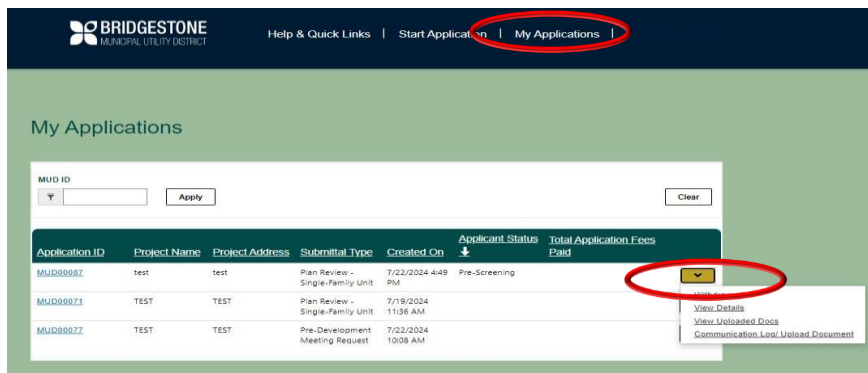 BRIDGESTONE
MUNICIPAL UTILITY DISTRICT
Help & Quick Links | Start Application | My Applications |
My Applications
MUD ID
Apply
Clear
Application ID Project Name Project Address Submittal Type Created On Applicant Status Total Application Fees Paid
MUD00087 test test Plan Review - Single-Family Unit 7/22/2024 4:49 PM Pre-Screening
MUD00071 TEST TEST Plan Review - Single-Family Unit 7/19/2024 11:36 AM
MUD00077 TEST TEST Pre-Development Meeting Request 7/22/2024 10:08 AM
View Details
View Uploaded Docs
Communication Log/ Upload Document